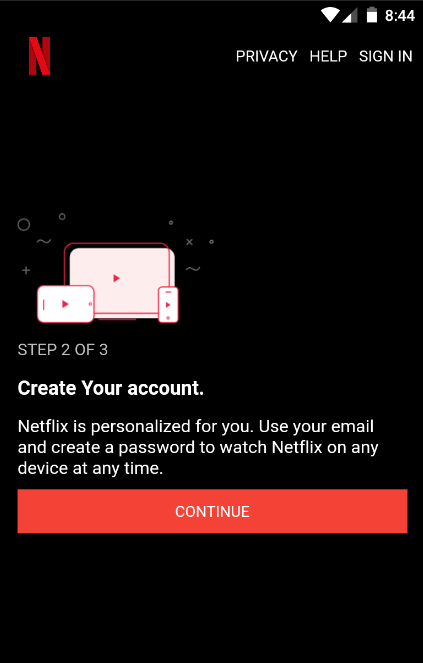 8:44
N
PRIVACY HELP SIGN IN
STEP 2 OF 3
Create Your account.
Netflix is personalized for you. Use your email
and create a password to watch Netflix on any
device at any time.
CONTINUE